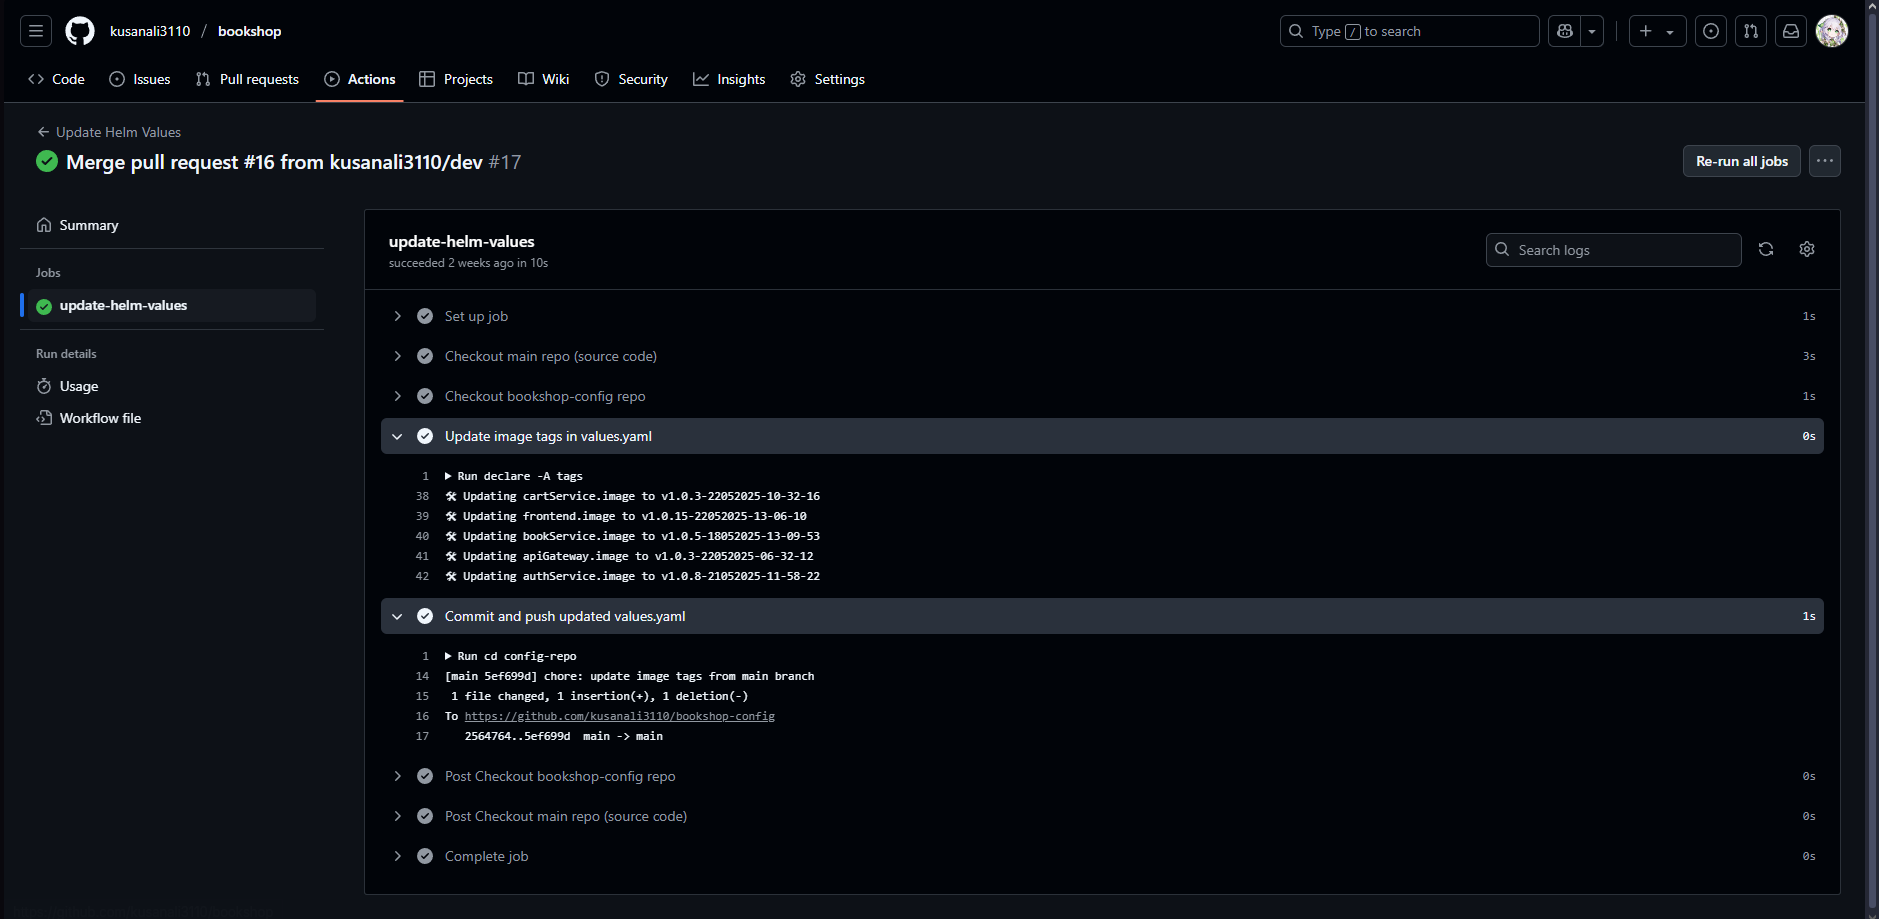 kusanali3110 / bookshop
Type / to search
Code
Issues
Pull requests
Actions
Projects
Wiki
Security
Insights
Settings
Update Helm Values
Merge pull request #16 from kusanali3110/dev #17
Re-run all jobs
Summary
Jobs
update-helm-values
Run details
Usage
Workflow file
update-helm-values
succeeded 2 weeks ago in 10s
Search logs
Set up job 1s
Checkout main repo (source code) 3s
Checkout bookshop-config repo 1s
Update image tags in values.yaml 0s
1 Run declare -A tags
38 Updating cartService.image to v1.0.3-22052025-10-32-16
39 Updating frontend.image to v1.0.15-22052025-13-06-10
40 Updating bookService.image to v1.0.5-18052025-13-09-53
41 Updating apiGateway.image to v1.0.3-22052025-06-32-12
42 Updating authService.image to v1.0.8-21052025-11-58-22
Commit and push updated values.yaml 1s
1 Run cd config-repo
14 [main 5ef699d] chore: update image tags from main branch
15 1 file changed, 1 insertion(+), 1 deletion(-)
16 To https://github.com/kusanali3110/bookshop-config
17 2564764..5ef699d main -> main
Post Checkout bookshop-config repo 0s
Post Checkout main repo (source code) 0s
Complete job 0s